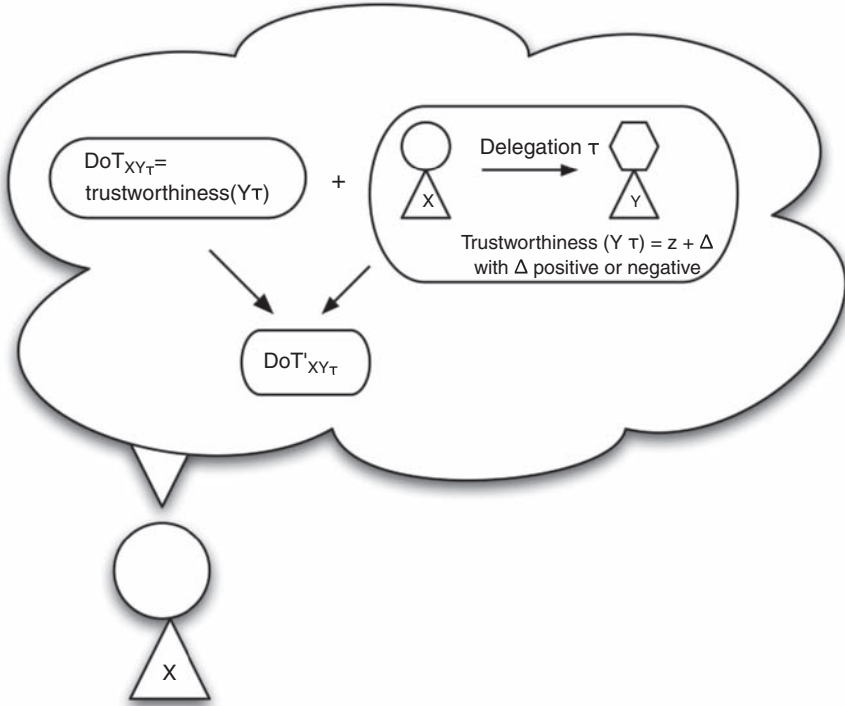 DoT_XYτ=
trustworthiness(Yτ)
+
Delegation τ
X
Y
Trustworthiness (Y τ) = z + Δ
with Δ positive or negative
DoT'_XYτ
X